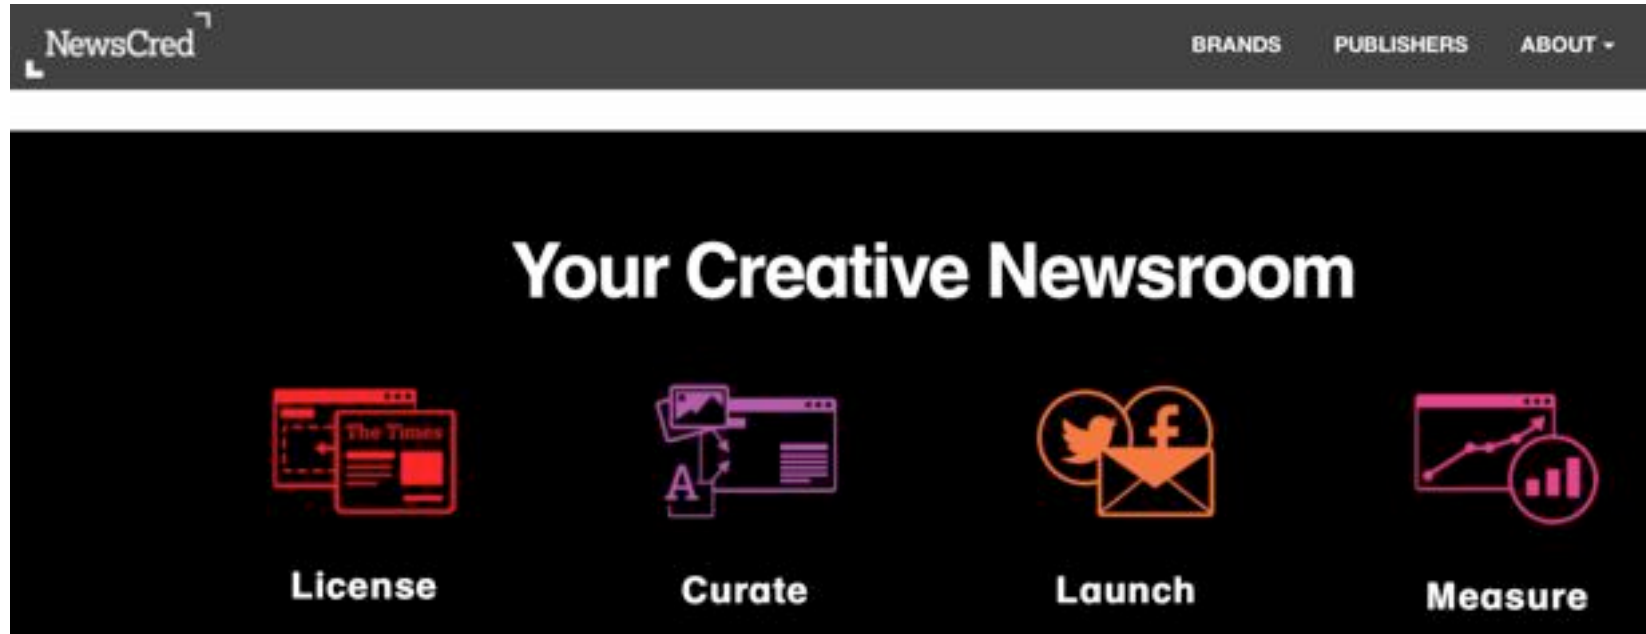 NewsCred
BRANDS PUBLISHERS ABOUT
Your Creative Newsroom
The Times
A
License Curate Launch Measure